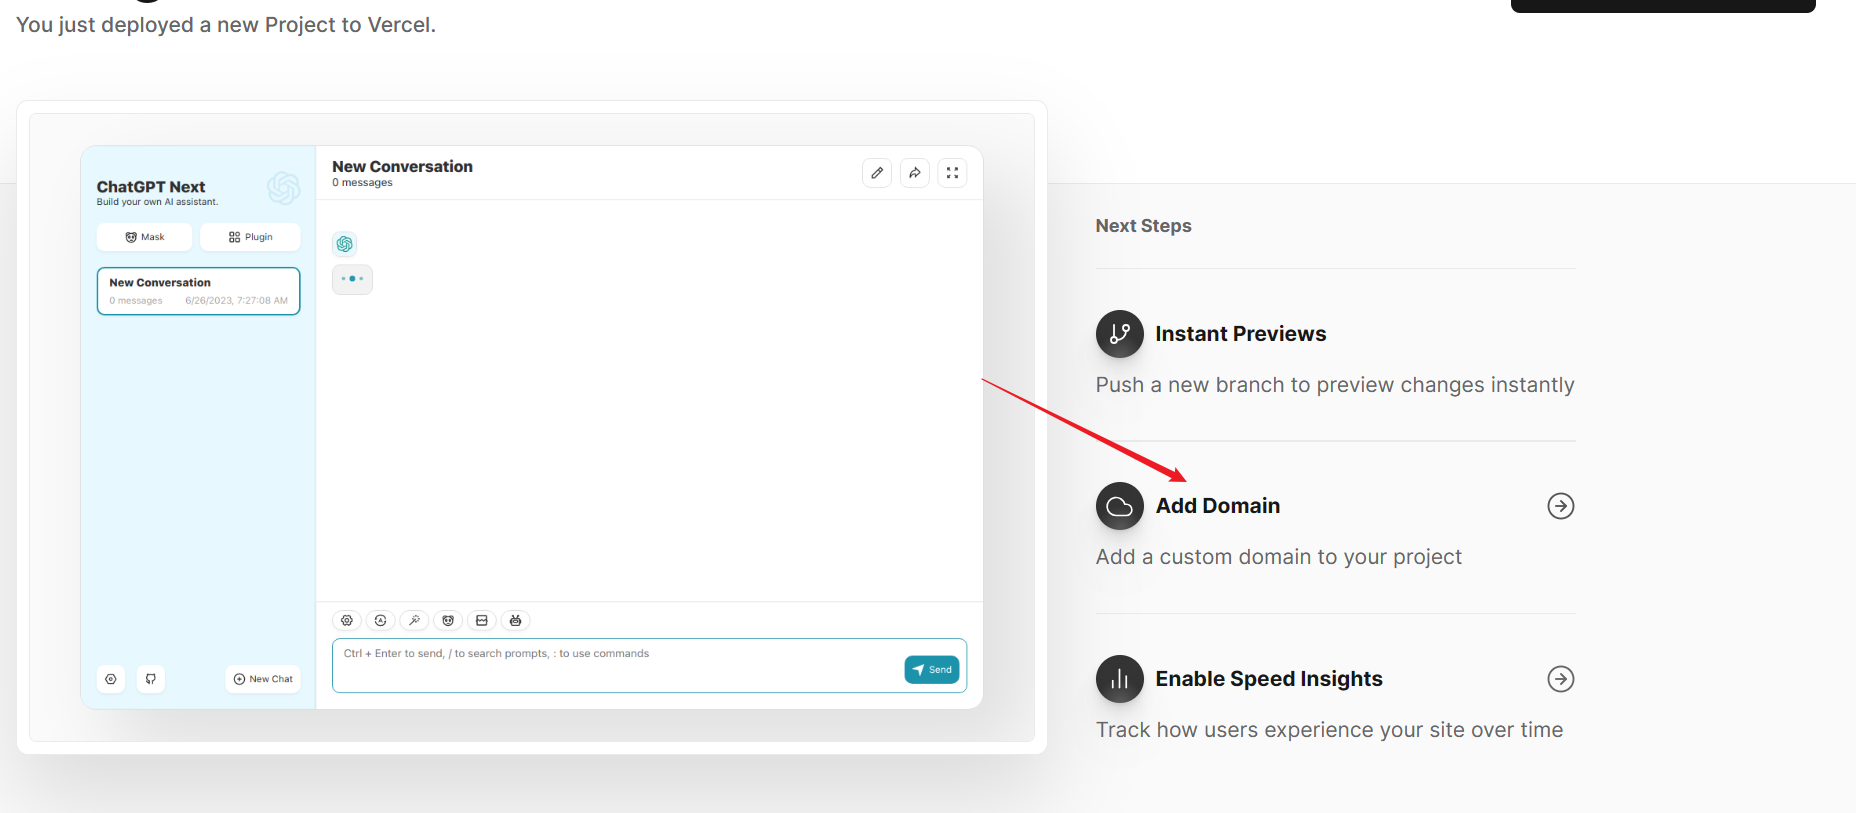 You just deployed a new Project to Vercel.
ChatGPT Next
Build your own AI assistant.
Mask
Plugin
New Conversation
0 messages
6/26/2023, 7:27:08 AM
New Chat
New Conversation
0 messages
Ctrl + Enter to send, / to search prompts, : to use commands
Send
Next Steps
Instant Previews
Push a new branch to preview changes instantly
Add Domain
Add a custom domain to your project
Enable Speed Insights
Track how users experience your site over time